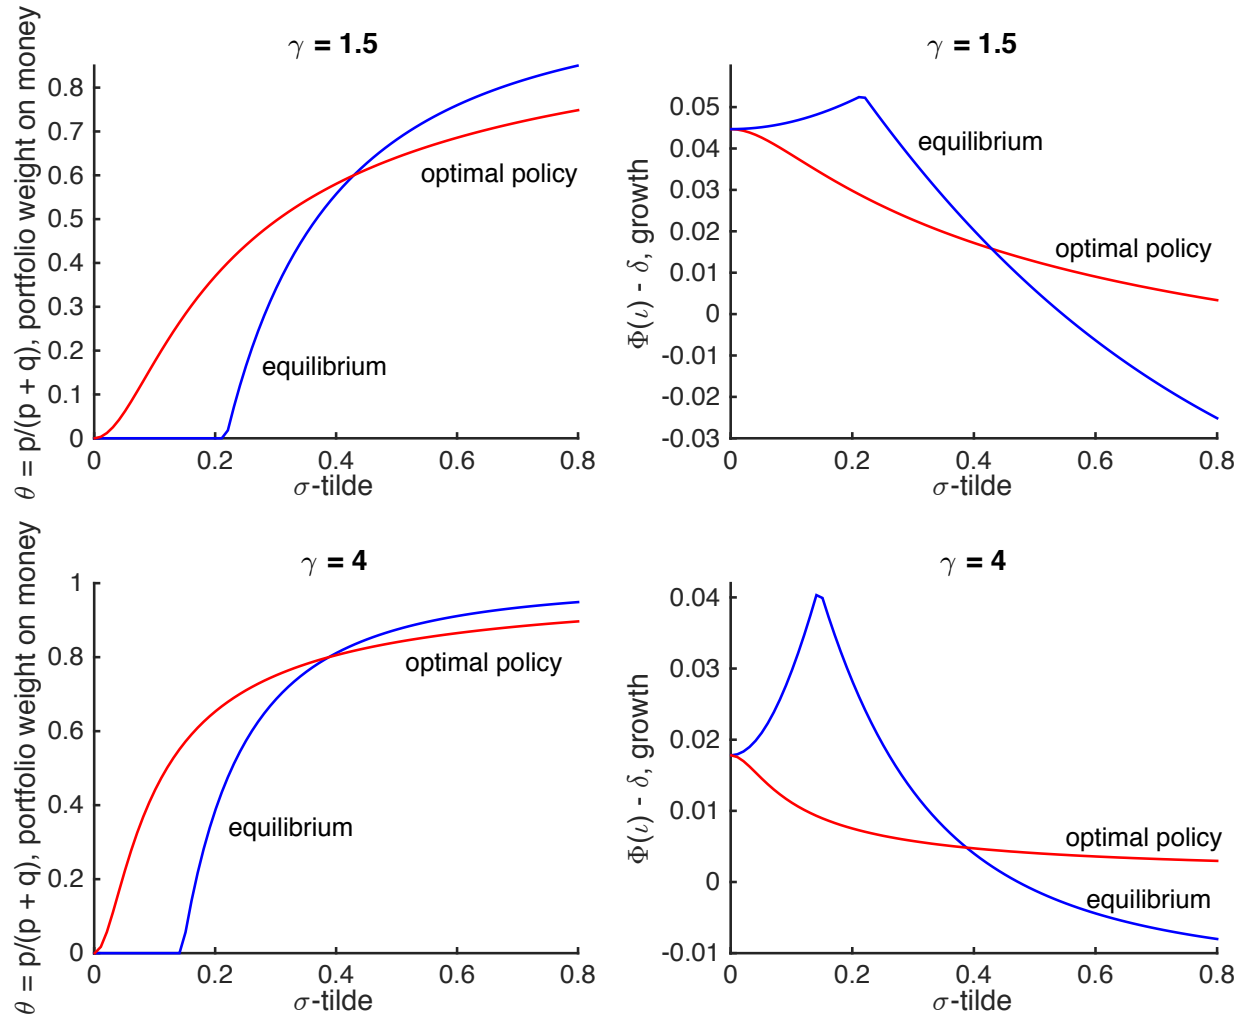 γ = 1.5
θ = p/(p + q), portfolio weight on money
0.8
0.7
0.6
0.5
0.4
0.3
0.2
0.1
0
optimal policy
equilibrium
0 0.2 0.4 0.6 0.8
σ-tilde
γ = 1.5
Φ(ι) - δ, growth
0.05
0.04
0.03
0.02
0.01
0
-0.01
-0.02
-0.03
equilibrium
optimal policy
0 0.2 0.4 0.6 0.8
σ-tilde
γ = 4
θ = p/(p + q), portfolio weight on money
1
0.8
0.6
0.4
0.2
0
optimal policy
equilibrium
0 0.2 0.4 0.6 0.8
σ-tilde
γ = 4
Φ(ι) - δ, growth
0.04
0.03
0.02
0.01
0
-0.01
optimal policy
equilibrium
0 0.2 0.4 0.6 0.8
σ-tilde